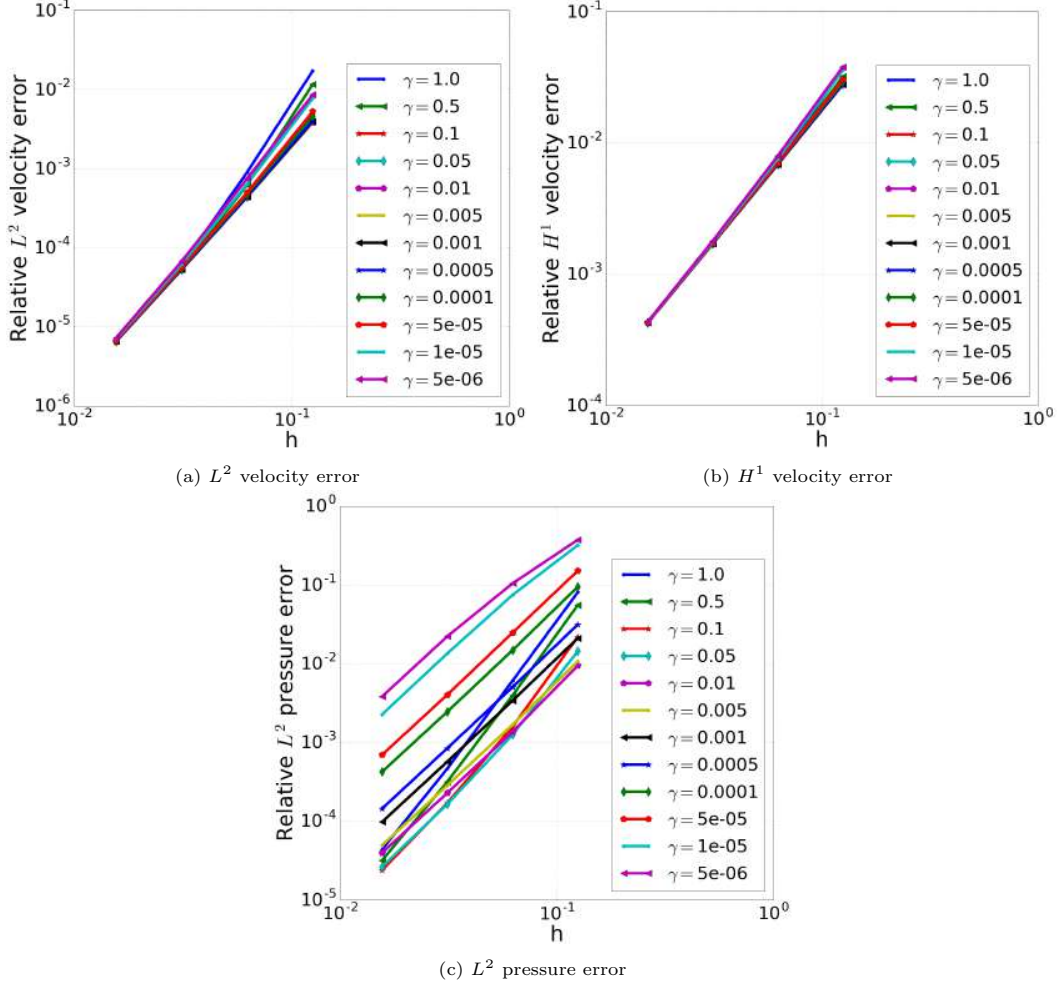 10^-1
10^-2
10^-3
10^-4
10^-5
10^-6
Relative L^2 velocity error
10^-2
10^-1
10^0
h
γ = 1.0
γ = 0.5
γ = 0.1
γ = 0.05
γ = 0.01
γ = 0.005
γ = 0.001
γ = 0.0005
γ = 0.0001
γ = 5e-05
γ = 1e-05
γ = 5e-06
(a) L^2 velocity error
10^-1
10^-2
10^-3
10^-4
Relative H^1 velocity error
10^-2
10^-1
10^0
h
γ = 1.0
γ = 0.5
γ = 0.1
γ = 0.05
γ = 0.01
γ = 0.005
γ = 0.001
γ = 0.0005
γ = 0.0001
γ = 5e-05
γ = 1e-05
γ = 5e-06
(b) H^1 velocity error
10^0
10^-1
10^-2
10^-3
10^-4
10^-5
Relative L^2 pressure error
10^-2
10^-1
10^0
h
γ = 1.0
γ = 0.5
γ = 0.1
γ = 0.05
γ = 0.01
γ = 0.005
γ = 0.001
γ = 0.0005
γ = 0.0001
γ = 5e-05
γ = 1e-05
γ = 5e-06
(c) L^2 pressure error